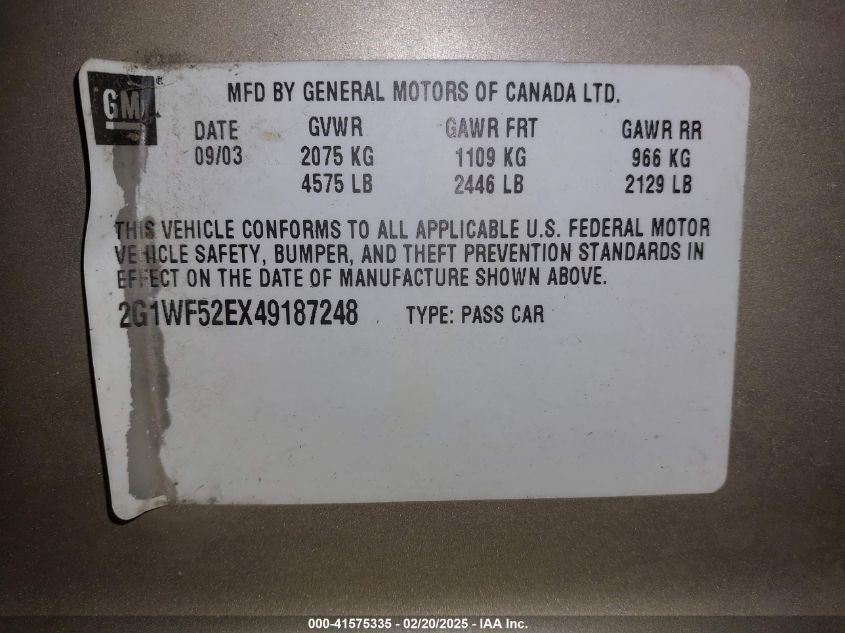 GM®
MFD BY GENERAL MOTORS OF CANADA LTD.
DATE GVWR GAWR FRT GAWR RR
09/03 2075 KG 1109 KG 966 KG
4575 LB 2446 LB 2129 LB
THIS VEHICLE CONFORMS TO ALL APPLICABLE U.S. FEDERAL MOTOR
VEHICLE SAFETY, BUMPER, AND THEFT PREVENTION STANDARDS IN
EFFECT ON THE DATE OF MANUFACTURE SHOWN ABOVE.
2G1WF52EX49187248 TYPE: PASS CAR
000-41575335 - 02/20/2025 - IAA Inc.